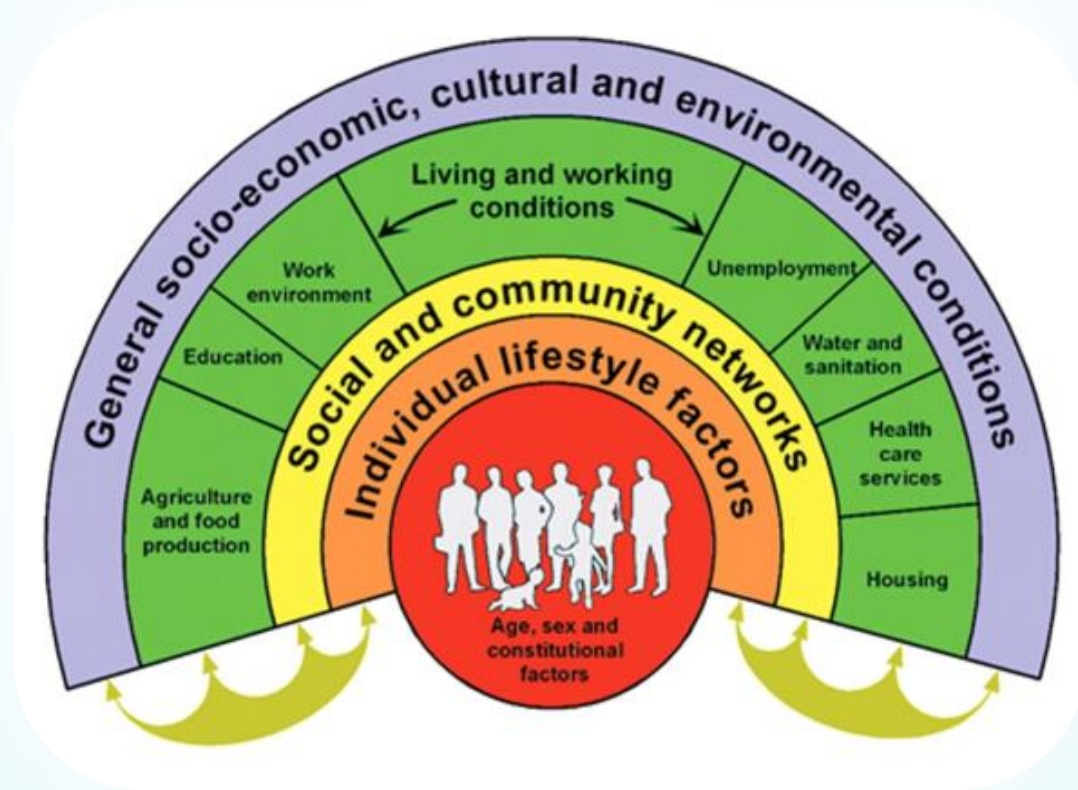 General socio-economic, cultural and environmental conditions
Living and working
conditions
Work
environment
Education
Agriculture
and food
production
Unemployment
Water and
sanitation
Health
care
services
Housing
Social and community networks
Individual lifestyle factors
Age, sex and
constitutional
factors